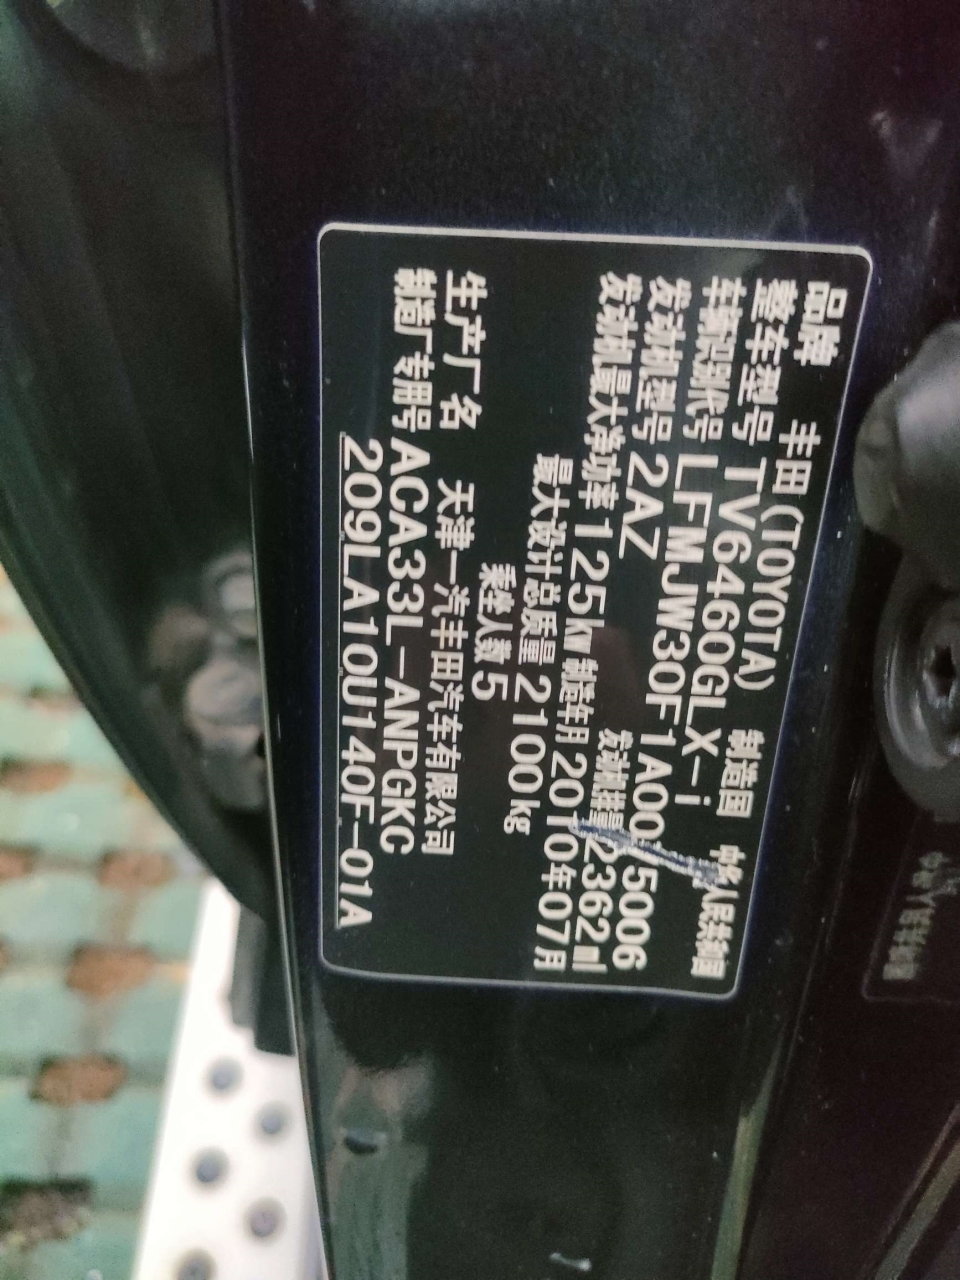 品牌 丰田(TOYOTA) 制造国 中华人民共和国
整车型号 TV6460GLX-i
车辆识别代号 LFMJW30F1A00 5006
发动机型号 2AZ 发动机排量 2362ml
发动机最大净功率 125kW 制造年月 2010年07月
最大设计总质量 2100kg
乘坐人数 5
生产厂名 天津一汽丰田汽车有限公司
制造厂专用号 ACA33L-ANPGKC
209LA10U140F-01A